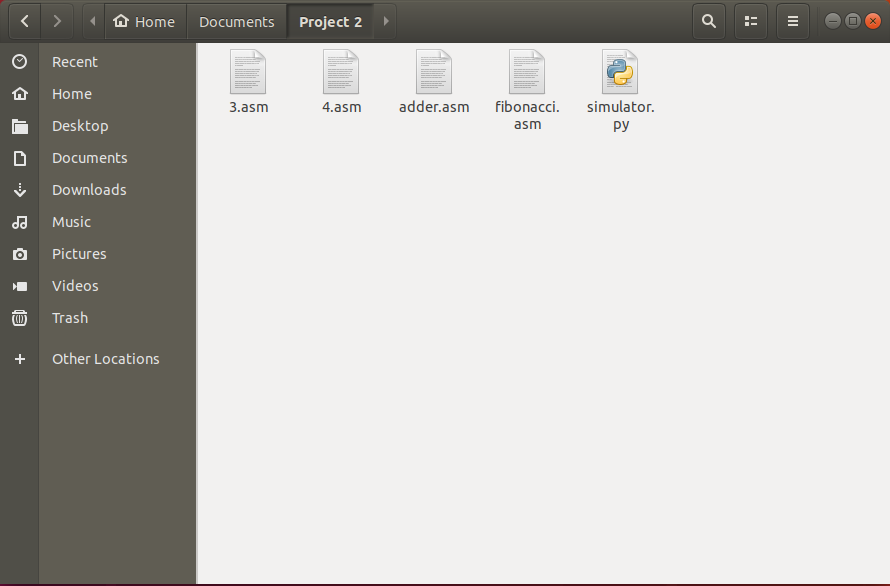 Home
Documents
Project 2
Recent
Home
Desktop
Documents
Downloads
Music
Pictures
Videos
Trash
Other Locations
3.asm
4.asm
adder.asm
fibonacci.
asm
simulator.
py